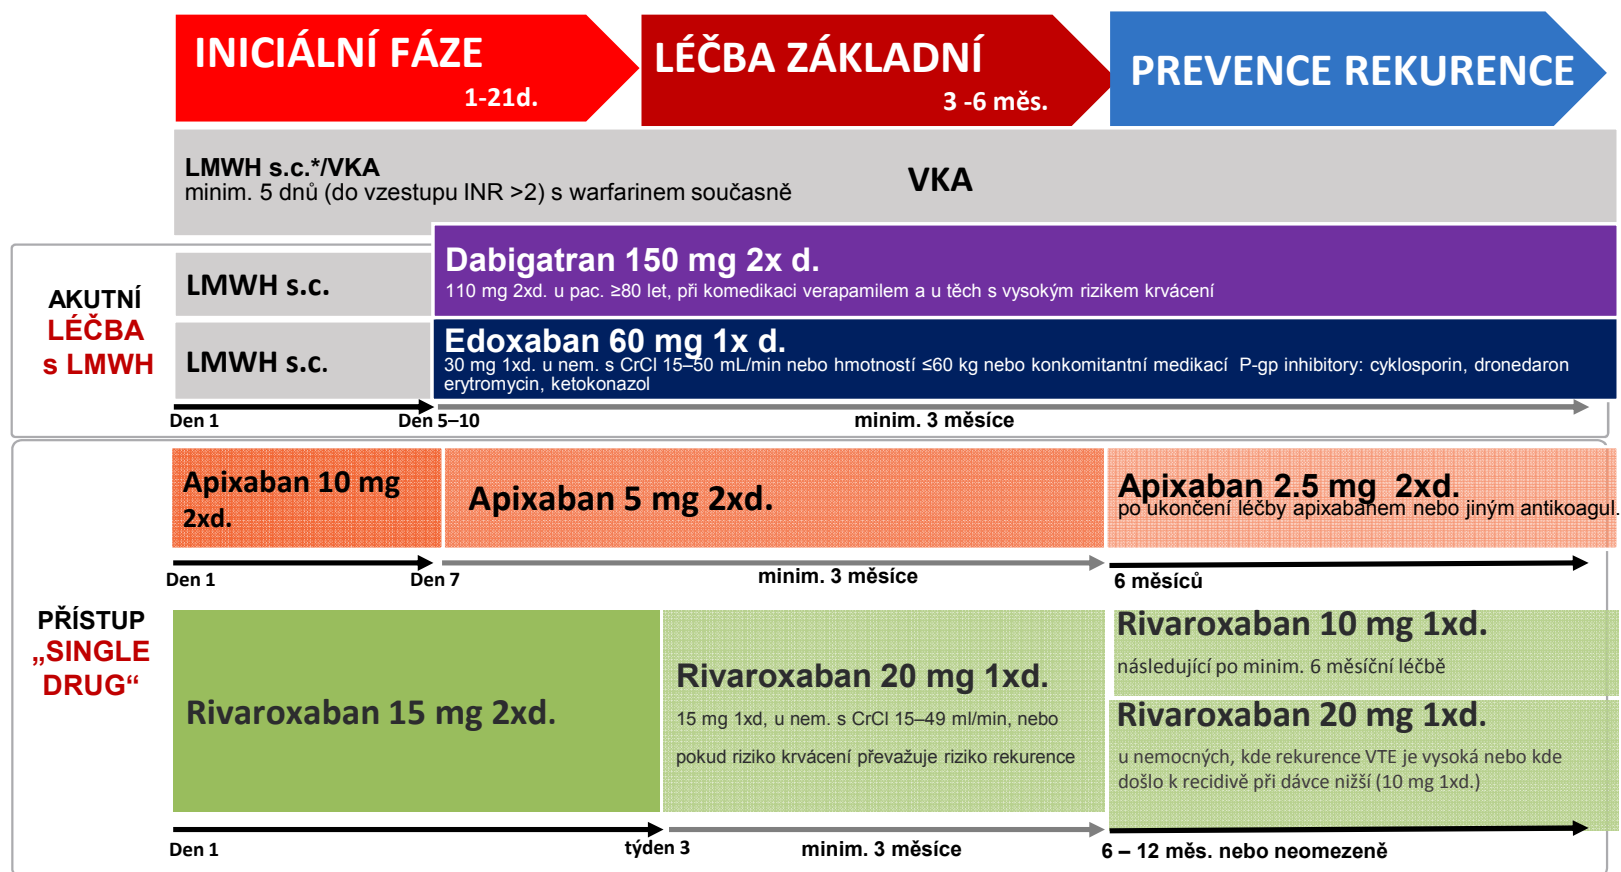 INICIÁLNÍ FÁZE
1-21d.
LÉČBA ZÁKLADNÍ
3 -6 měs.
PREVENCE REKURENCE
LMWH s.c.*/VKA
minim. 5 dnů (do vzestupu INR >2) s warfarinem současně
VKA
AKUTNÍ
LÉČBA
s LMWH
LMWH s.c.
Dabigatran 150 mg 2x d.
110 mg 2xd. u pac. ≥80 let, při komedikaci verapamilem a u těch s vysokým rizikem krvácení
LMWH s.c.
Edoxaban 60 mg 1x d.
30 mg 1xd. u nem. s CrCl 15–50 mL/min nebo hmotností ≤60 kg nebo konkomitantní medikací P-gp inhibitory: cyklosporin, dronedaron
erytromycin, ketokonazol
Den 1
Den 5–10
minim. 3 měsíce
PŘÍSTUP
„SINGLE
DRUG“
Apixaban 10 mg
2xd.
Apixaban 5 mg 2xd.
Apixaban 2.5 mg 2xd.
po ukončení léčby apixabanem nebo jiným antikoagul.
Den 1
Den 7
minim. 3 měsíce
6 měsíců
Rivaroxaban 15 mg 2xd.
Rivaroxaban 20 mg 1xd.
15 mg 1xd, u nem. s CrCl 15–49 ml/min, nebo
pokud riziko krvácení převažuje riziko rekurence
Rivaroxaban 10 mg 1xd.
následující po minim. 6 měsíční léčbě
Rivaroxaban 20 mg 1xd.
u nemocných, kde rekurence VTE je vysoká nebo kde
došlo k recidivě při dávce nižší (10 mg 1xd.)
Den 1
týden 3
minim. 3 měsíce
6 – 12 měs. nebo neomezeně